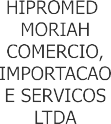 HIPROMED
MORIAH
COMERCIO,
IMPORTACAO
E SERVICOS
LTDA